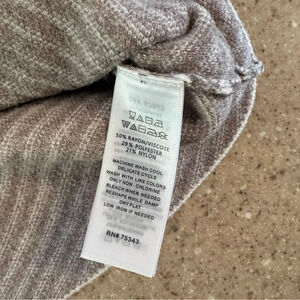 50% RAYON/VISCOSE
29% POLYESTER
21% NYLON
MACHINE WASH COOL
DELICATE CYCLE
WASH WITH LIKE COLORS
ONLY NON-CHLORINE
BLEACH WHEN NEEDED
RESHAPE WHILE DAMP
DRY FLAT
LOW IRON IF NEEDED
RN# 75343